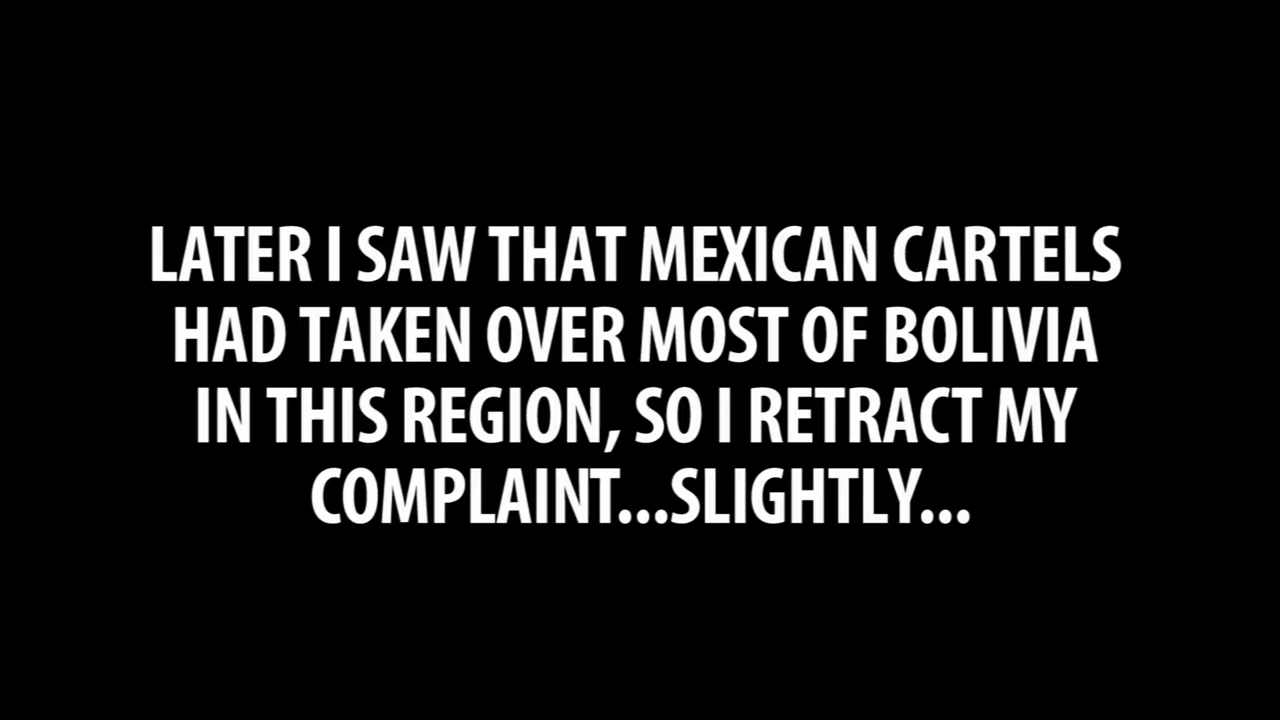 LATER I SAW THAT MEXICAN CARTELS
HAD TAKEN OVER MOST OF BOLIVIA
IN THIS REGION, SO I RETRACT MY
COMPLAINT...SLIGHTLY...